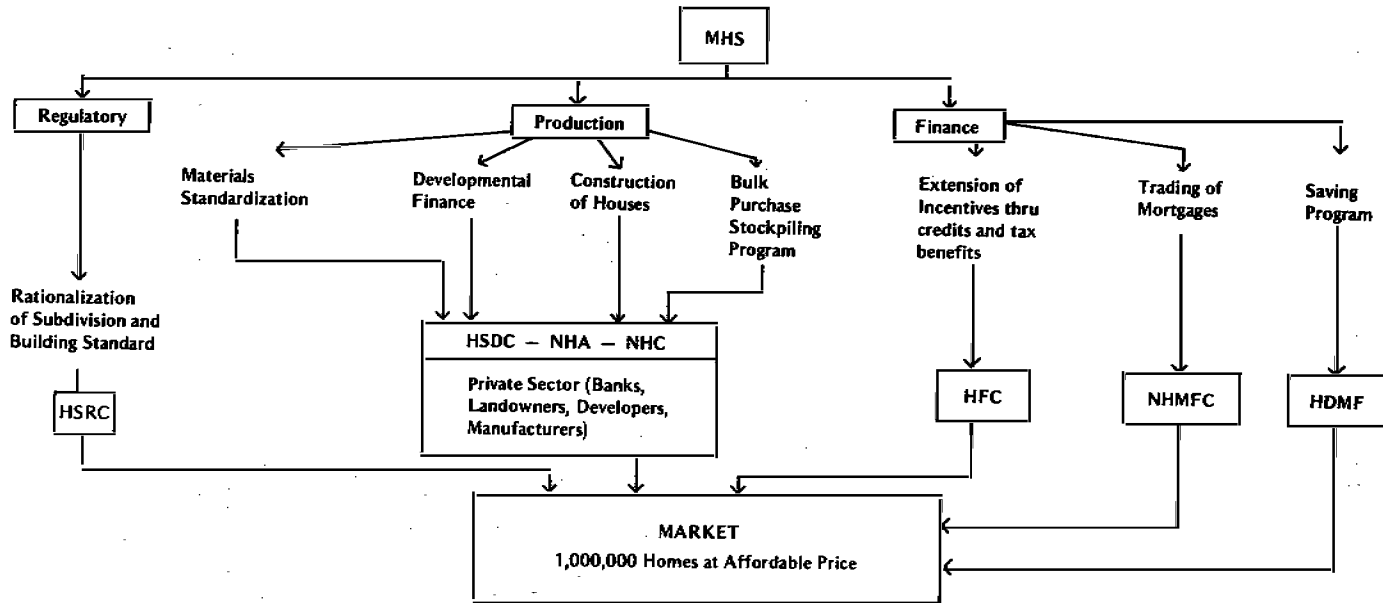 MHS
Regulatory
Production
Finance
Materials
Standardization
Developmental
Finance
Construction
of Houses
Bulk
Purchase
Stockpiling
Program
Extension of
Incentives thru
credits and tax
benefits
Trading of
Mortgages
Saving
Program
Rationalization
of Subdivision and
Building Standard
HSRC
HSDC – NHA – NHC
Private Sector (Banks,
Landowners, Developers,
Manufacturers)
HFC
NHMFC
HDMF
MARKET
1,000,000 Homes at Affordable Price